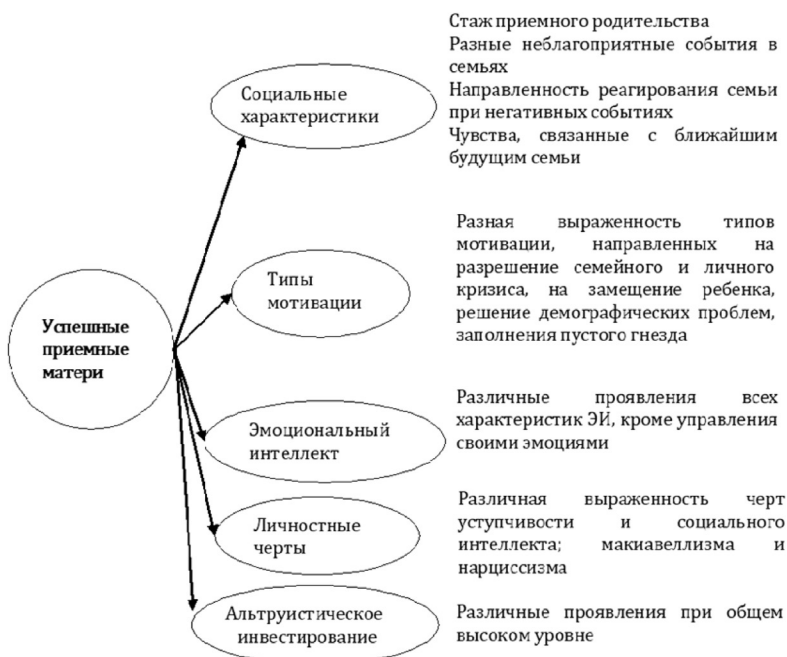 Стаж приемного родительства
Разные неблагоприятные события в
семьях
Направленность реагирования семьи
при негативных событиях
Чувства, связанные с ближайшим
будущим семьи
Социальные
характеристики
Разная выраженность типов
мотивации, направленных на
разрешение семейного и личного
кризиса, на замещение ребенка,
решение демографических проблем,
заполнения пустого гнезда
Типы
мотивации
Успешные
приемные
матери
Различные проявления всех
характеристик ЭИ, кроме управления
своими эмоциями
Эмоциональный
интеллект
Различная выраженность черт
уступчивости и социального
интеллекта; макиавеллизма и
нарциссизма
Личностные
черты
Альтруистическое
инвестирование
Различные проявления при общем
высоком уровне